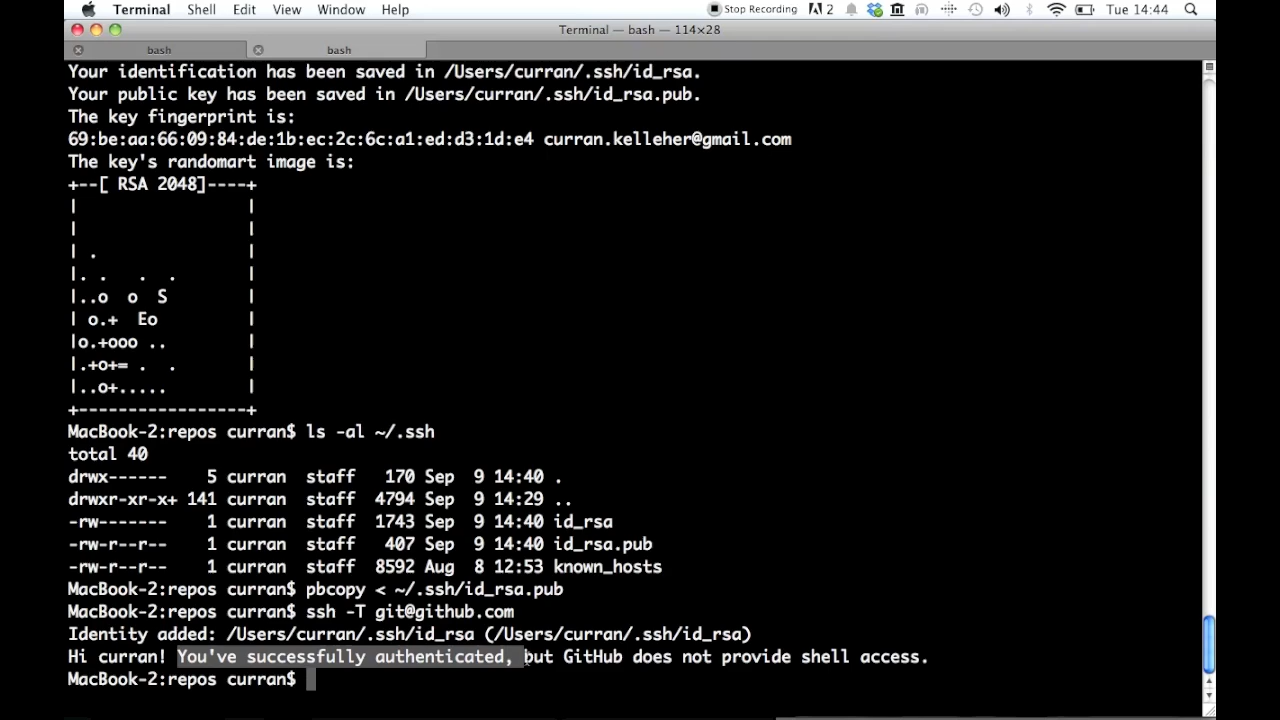 Terminal Shell Edit View Window Help Stop Recording 2 Tue 14:44
Terminal — bash — 114×28
bash bash
Your identification has been saved in /Users/curran/.ssh/id_rsa.
Your public key has been saved in /Users/curran/.ssh/id_rsa.pub.
The key fingerprint is:
69:be:aa:66:09:84:de:1b:ec:2c:6c:a1:ed:d3:1d:e4 curran.kelleher@gmail.com
The key's randomart image is:
+--[ RSA 2048]----+
|                 |
|                 |
| .               |
|. .   . .        |
|..o  o  S        |
| o.+  Eo         |
|o.+ooo ..        |
|.+o+= .  .       |
|..o+.....        |
+-----------------+
MacBook-2:repos curran$ ls -al ~/.ssh
total 40
drwx------    5 curran  staff   170 Sep  9 14:40 .
drwxr-xr-x+ 141 curran  staff  4794 Sep  9 14:29 ..
-rw-------    1 curran  staff  1743 Sep  9 14:40 id_rsa
-rw-r--r--    1 curran  staff   407 Sep  9 14:40 id_rsa.pub
-rw-r--r--    1 curran  staff  8592 Aug  8 12:53 known_hosts
MacBook-2:repos curran$ pbcopy < ~/.ssh/id_rsa.pub
MacBook-2:repos curran$ ssh -T git@github.com
Identity added: /Users/curran/.ssh/id_rsa (/Users/curran/.ssh/id_rsa)
Hi curran! You've successfully authenticated, but GitHub does not provide shell access.
MacBook-2:repos curran$